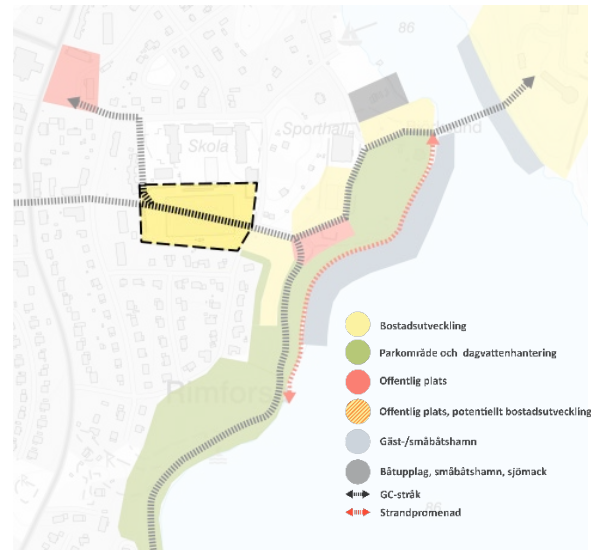 86
Skola
Sporthall
Bostadsutveckling
Parkområde och dagvattenhantering
Offentlig plats
Offentlig plats, potentiellt bostadsutveckling
Gäst-/småbåtshamn
Båtupplag, småbåtshamn, sjömack
GC-stråk
Strandpromenad
86